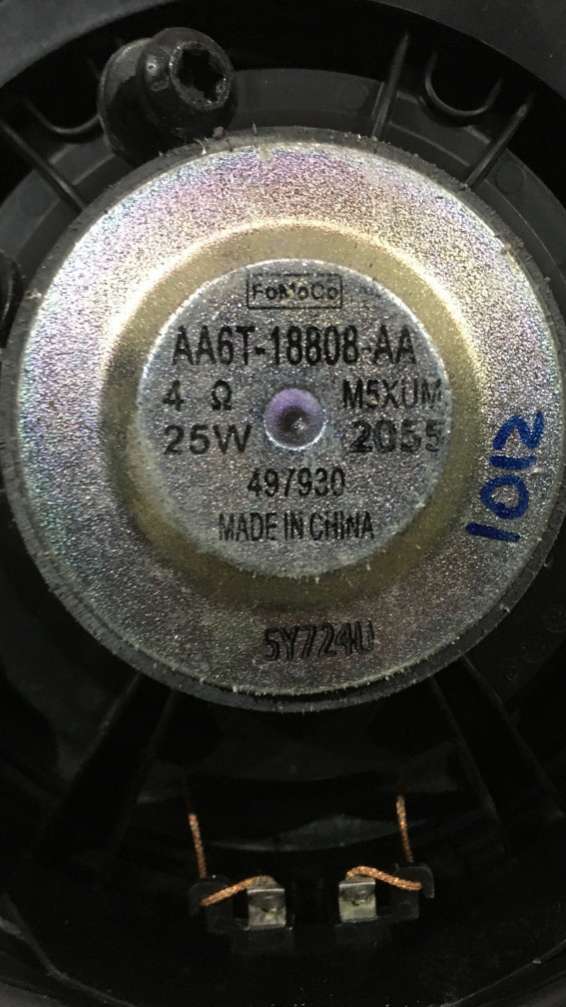 FoMoCo
AA6T-18808-AA
4 Ω M5XUM
25W 2055
497930
MADE IN CHINA
1012
5Y724U